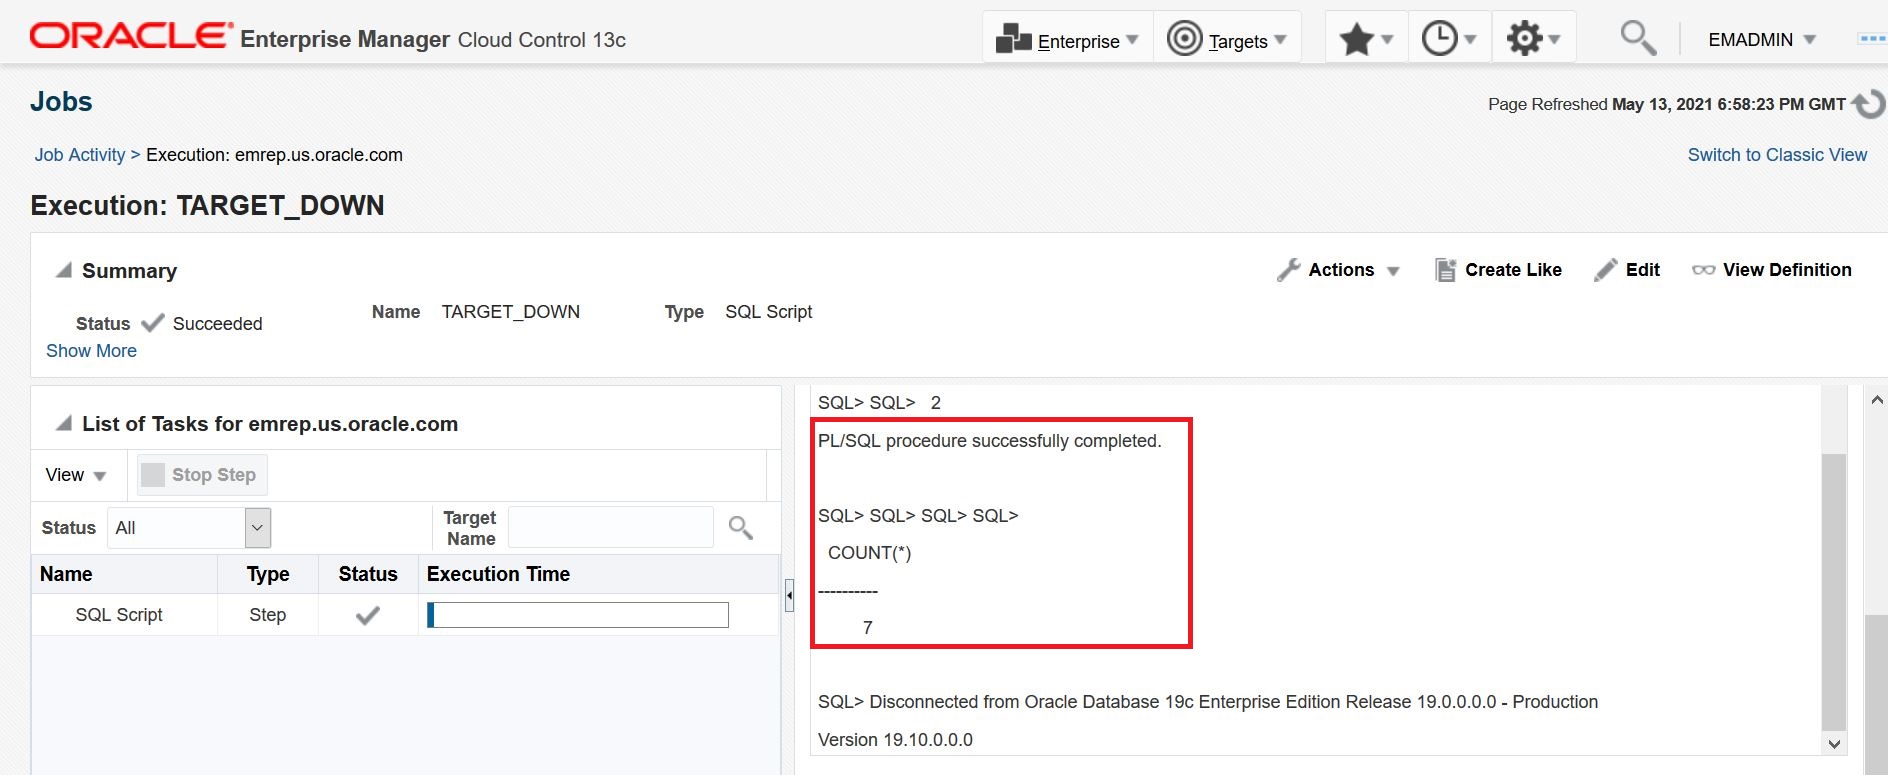 ORACLE Enterprise Manager Cloud Control 13c
Enterprise
Targets
EMADMIN
Jobs
Page Refreshed May 13, 2021 6:58:23 PM GMT
Job Activity > Execution: emrep.us.oracle.com
Switch to Classic View
Execution: TARGET_DOWN
Summary
Actions
Create Like
Edit
View Definition
Status Succeeded
Name TARGET_DOWN
Type SQL Script
Show More
List of Tasks for emrep.us.oracle.com
View
Stop Step
Status All
Target
Name
Name Type Status Execution Time
SQL Script Step
SQL> SQL> 2
PL/SQL procedure successfully completed.
SQL> SQL> SQL> SQL>
COUNT(*)
----------
7
SQL> Disconnected from Oracle Database 19c Enterprise Edition Release 19.0.0.0.0 - Production
Version 19.10.0.0.0